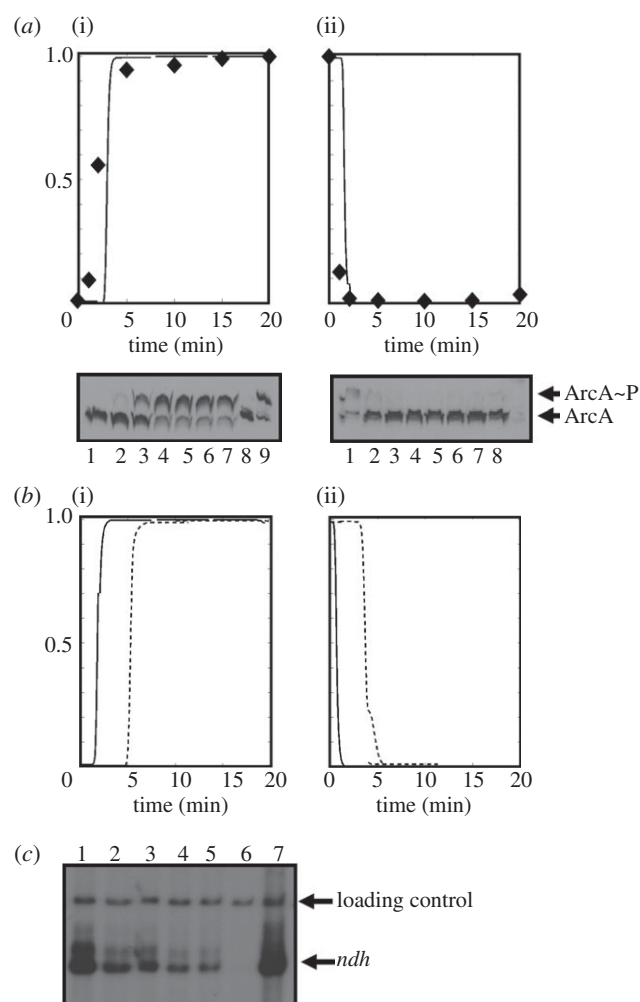 (a) (i) (ii)
1.0
0.5
0 5 10 15 20 0 5 10 15 20
time (min) time (min)
ArcA~P
ArcA
1 2 3 4 5 6 7 8 9 1 2 3 4 5 6 7 8
(b) (i) (ii)
1.0
0.5
0 5 10 15 20 0 5 10 15 20
time (min) time (min)
(c) 1 2 3 4 5 6 7
loading control
ndh